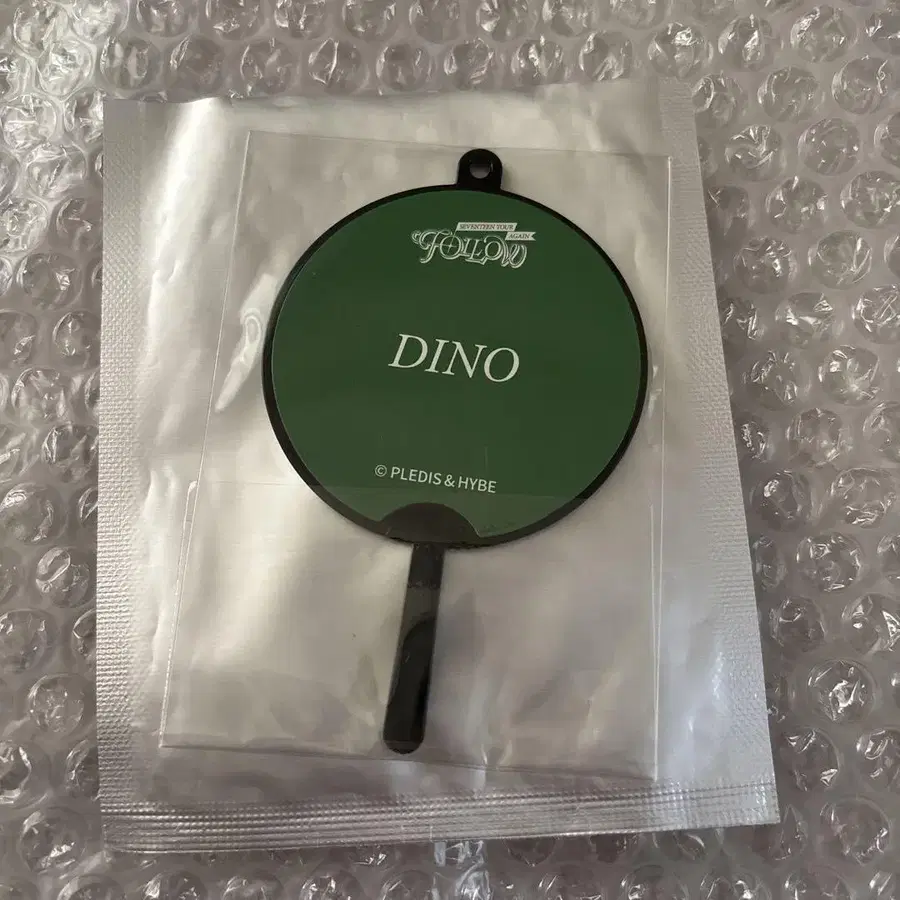 SEVENTEEN TOUR
FOLLOW
AGAIN
DINO
© PLEDIS & HYBE